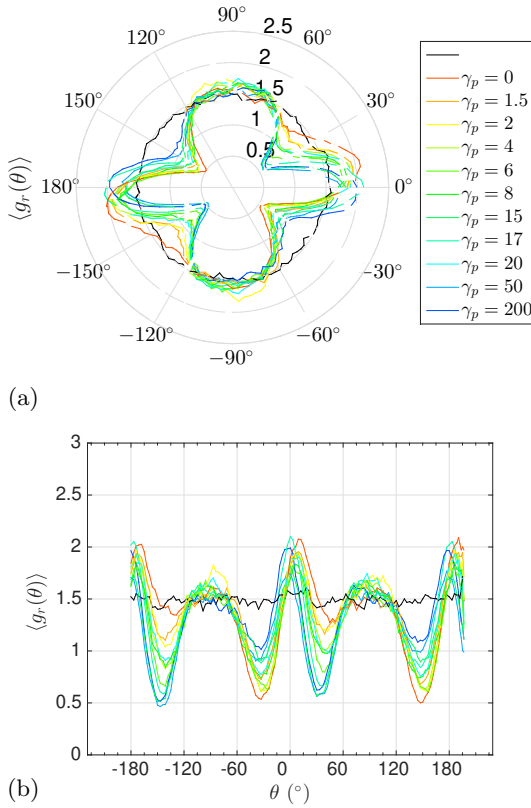 90°
2.5
120°
60°
2
150°
1.5
30°
1
0.5
⟨g_r(θ)⟩
180°
0°
−150°
−30°
−120°
−60°
−90°
γ_p = 0
γ_p = 1.5
γ_p = 2
γ_p = 4
γ_p = 6
γ_p = 8
γ_p = 15
γ_p = 17
γ_p = 20
γ_p = 50
γ_p = 200
(a)
3
2.5
2
1.5
1
0.5
0
⟨g_r(θ)⟩
-180 -120 -60 0 60 120 180
θ (°)
(b)